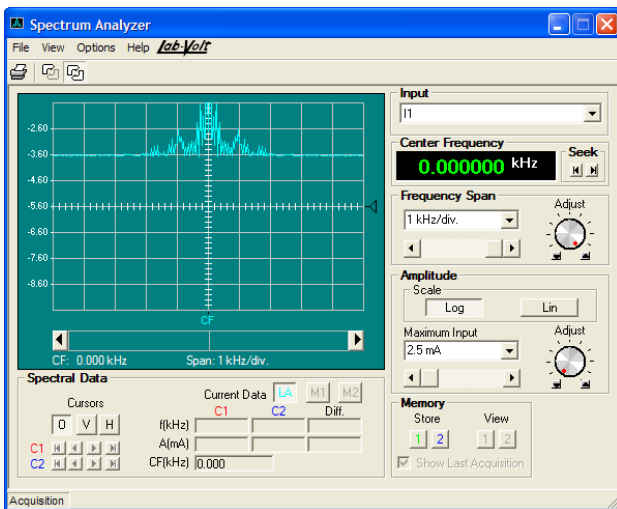 Spectrum Analyzer
File View Options Help Lab-Volt
-2.60
-3.60
-4.60
-5.60
-6.60
-7.60
-8.60
CF
CF: 0.000 kHz Span: 1 kHz/div.
Input
I1
Center Frequency
0.000000 kHz
Seek
Frequency Span
Adjust
1 kHz/div.
Amplitude
Scale
Log Lin
Maximum Input
Adjust
2.5 mA
Spectral Data
Cursors
O V H
C1
C2
Current Data LA M1 M2
C1 C2 Diff.
f(kHz)
A(mA)
CF(kHz) 0.000
Memory
Store View
1 2 1 2
Show Last Acquisition
Acquisition